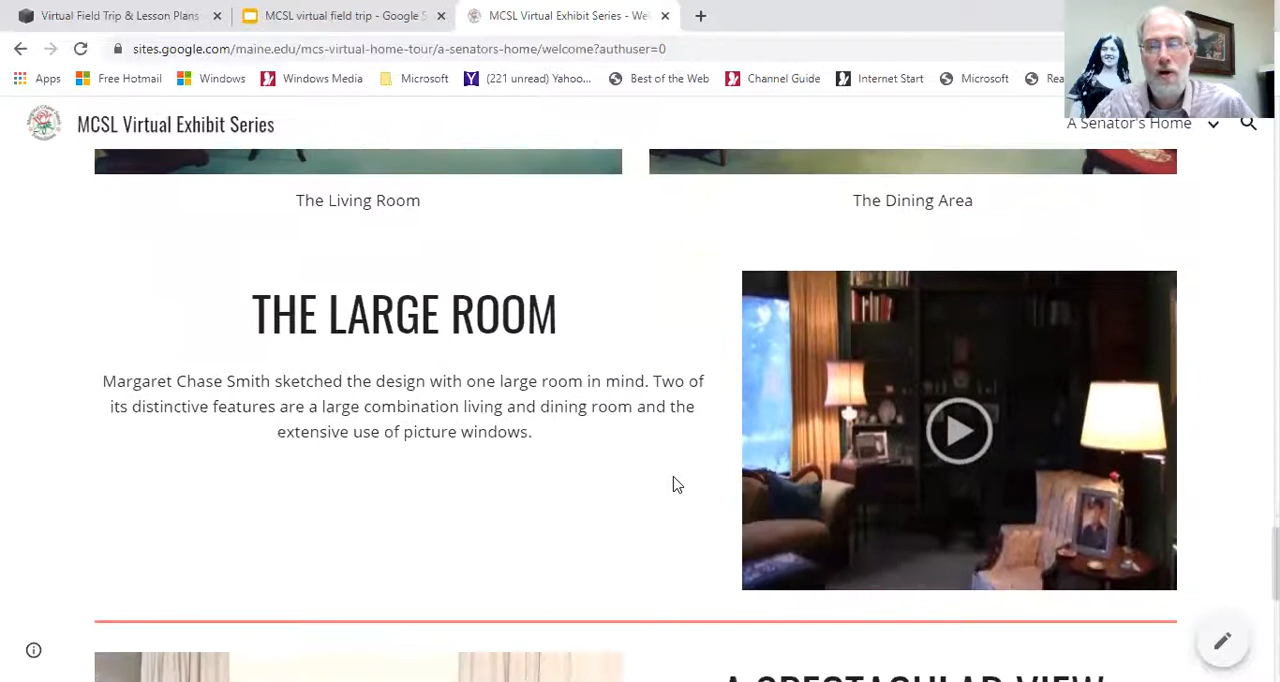 Virtual Field Trip & Lesson Plans
MCSL virtual field trip - Google S
MCSL Virtual Exhibit Series - We
sites.google.com/maine.edu/mcs-virtual-home-tour/a-senators-home/welcome?authuser=0
Apps Free Hotmail Windows Windows Media Microsoft (221 unread) Yahoo... Best of the Web Channel Guide Internet Start Microsoft Rea
MCSL Virtual Exhibit Series
A Senator's Home
The Living Room
The Dining Area
THE LARGE ROOM
Margaret Chase Smith sketched the design with one large room in mind. Two of
its distinctive features are a large combination living and dining room and the
extensive use of picture windows.
A SPECTACULAR VIEW